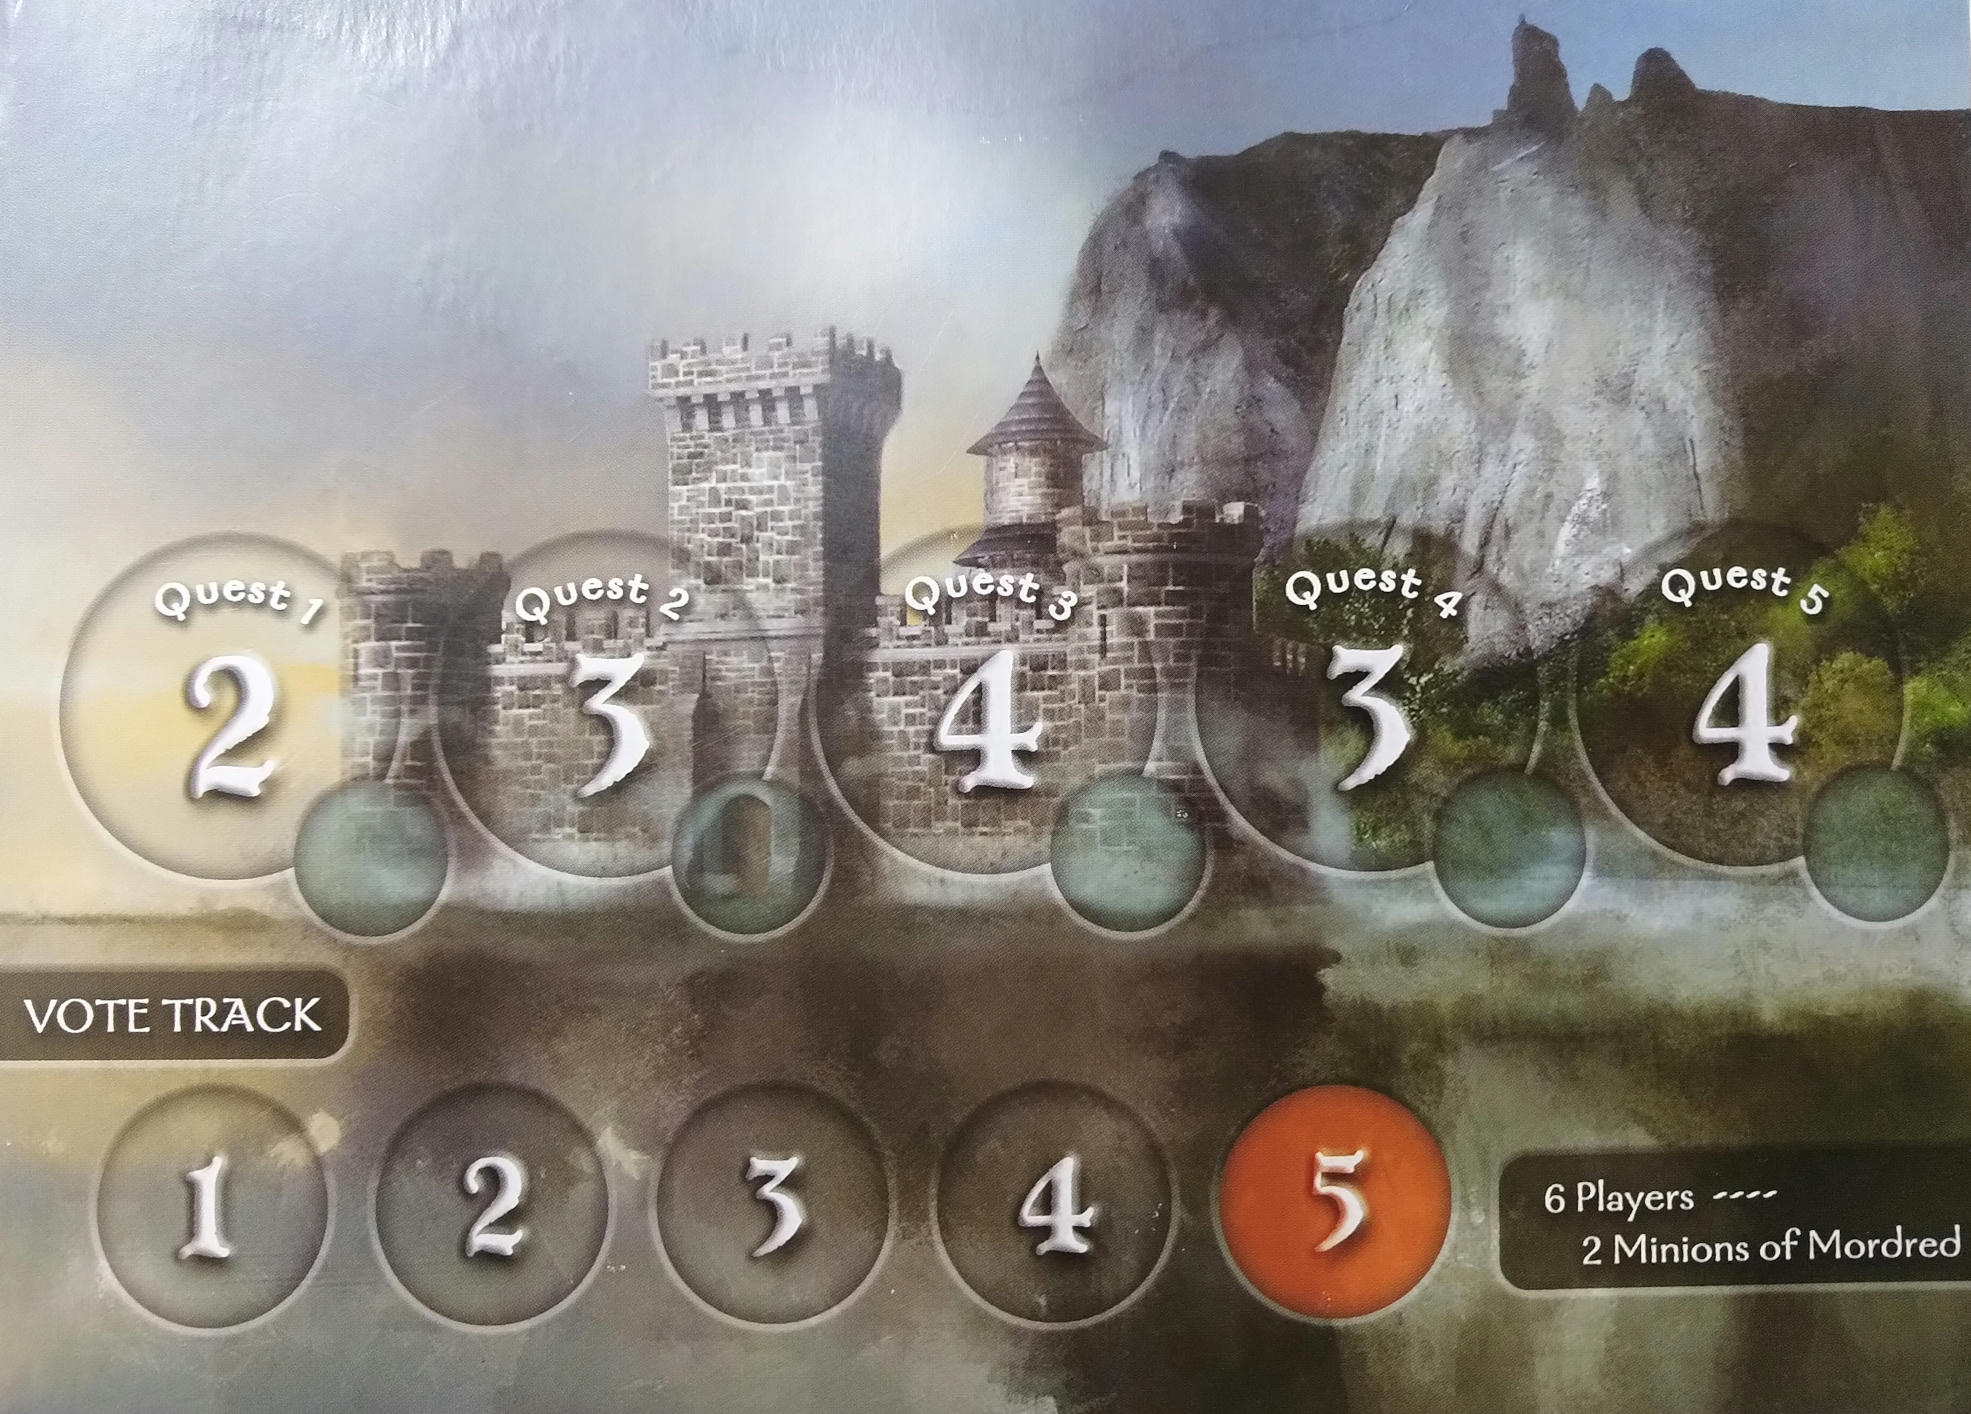 Quest 1 Quest 2 Quest 3 Quest 4 Quest 5
2 3 4 3 4
VOTE TRACK
1 2 3 4 5
6 Players ----
2 Minions of Mordred